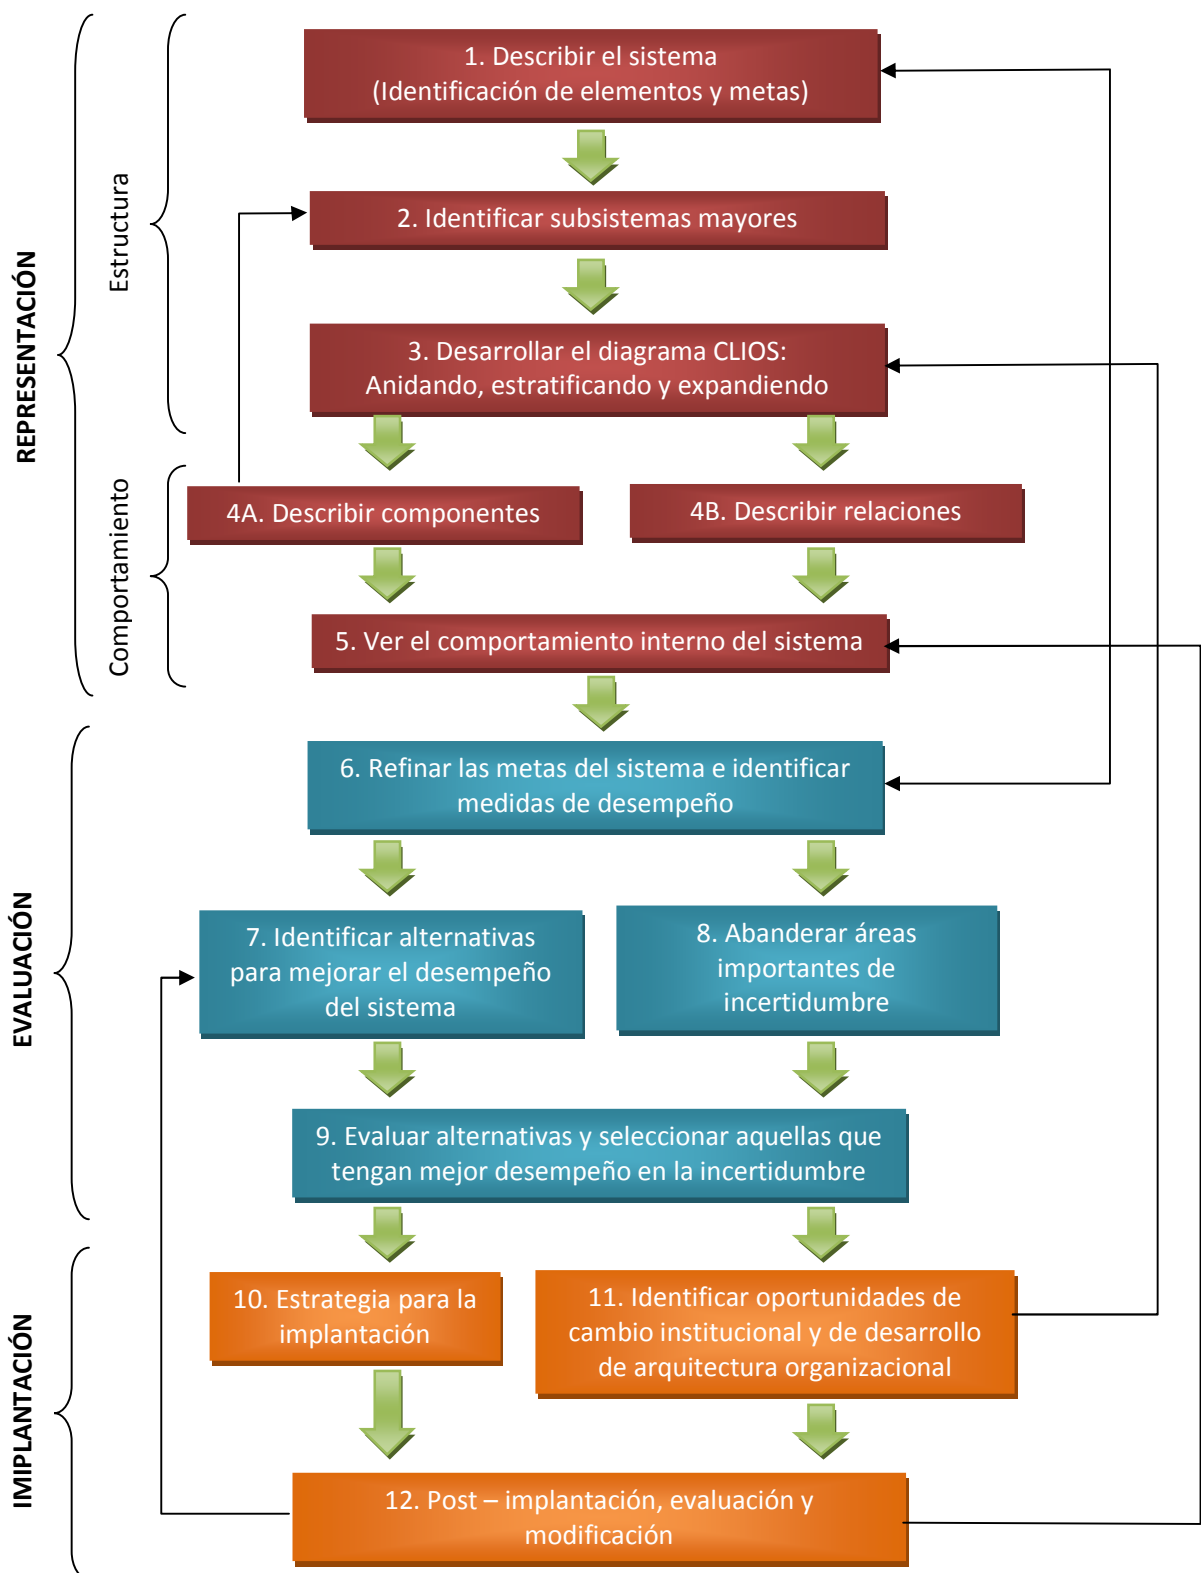 REPRESENTACIÓN
Estructura
1. Describir el sistema
(Identificación de elementos y metas)
2. Identificar subsistemas mayores
3. Desarrollar el diagrama CLIOS:
Anidando, estratificando y expandiendo
Comportamiento
4A. Describir componentes
4B. Describir relaciones
5. Ver el comportamiento interno del sistema
EVALUACIÓN
6. Refinar las metas del sistema e identificar
medidas de desempeño
7. Identificar alternativas
para mejorar el desempeño
del sistema
8. Abanderar áreas
importantes de
incertidumbre
9. Evaluar alternativas y seleccionar aquellas que
tengan mejor desempeño en la incertidumbre
IMIPLANTACIÓN
10. Estrategia para la
implantación
11. Identificar oportunidades de
cambio institucional y de desarrollo
de arquitectura organizacional
12. Post – implantación, evaluación y
modificación